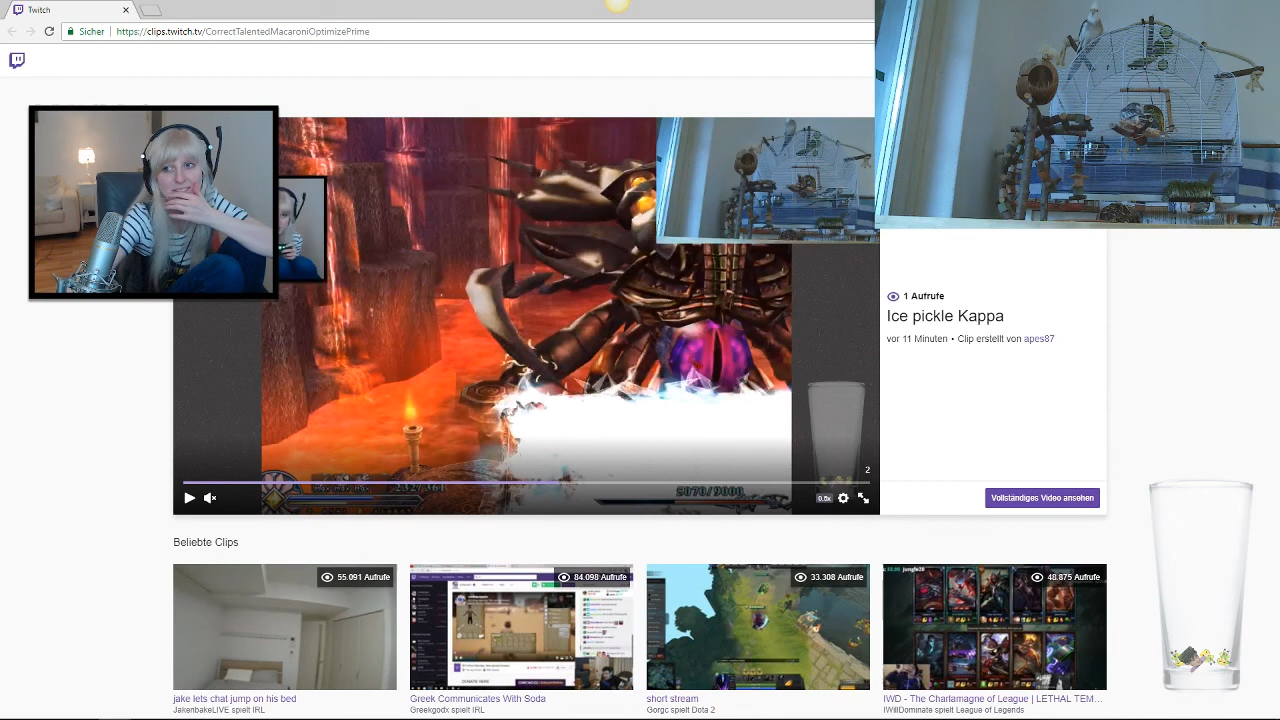 Twitch
Sicher
https://clips.twitch.tv/CorrectTalentedMacaroniOptimizePrime
1 Aufrufe
Ice pickle Kappa
vor 11 Minuten • Clip erstellt von apes87
2
5070/9000
0.5x
Vollständiges Video ansehen
Beliebte Clips
55.091 Aufrufe
84.098 Aufrufe
33.308 Aufrufe
48.875 Aufrufe
jake lets chat jump on his bed
JakenbakeLIVE spielt IRL
Greek Communicates With Soda
Greekgodx spielt IRL
short stream
Gorgc spielt Dota 2
IWD - The Charlamagne of League | LETHAL TEM…
IWillDominate spielt League of Legends